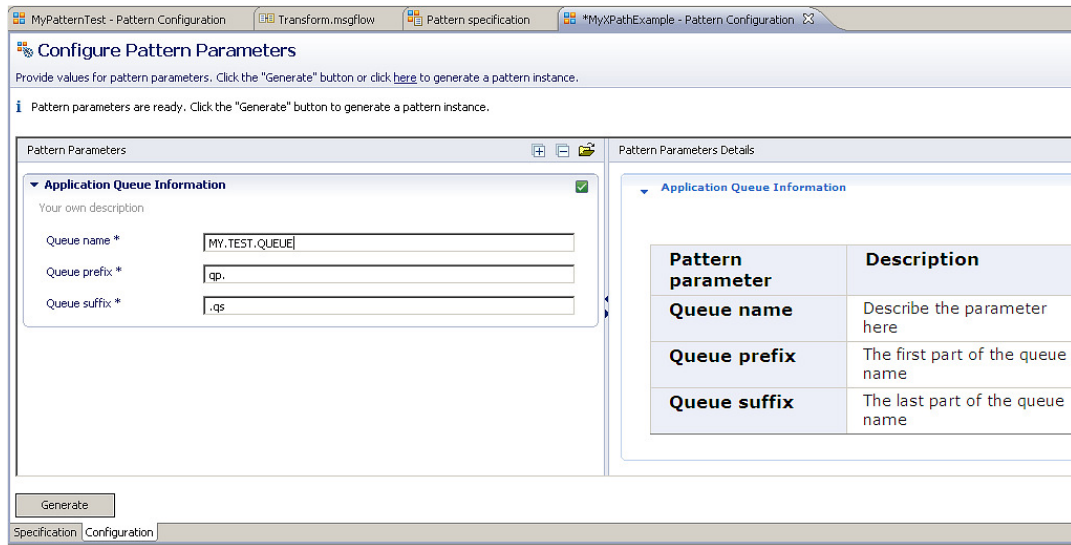 MyPatternTest - Pattern Configuration Transform.msgflow Pattern specification *MyXPathExample - Pattern Configuration
Configure Pattern Parameters
Provide values for pattern parameters. Click the "Generate" button or click here to generate a pattern instance.
Pattern parameters are ready. Click the "Generate" button to generate a pattern instance.
Pattern Parameters
Application Queue Information
Your own description
Queue name * MY.TEST.QUEUE
Queue prefix * qp.
Queue suffix * .qs
Pattern Parameters Details
Application Queue Information
Pattern parameter Description
Queue name Describe the parameter here
Queue prefix The first part of the queue name
Queue suffix The last part of the queue name
Generate
Specification Configuration